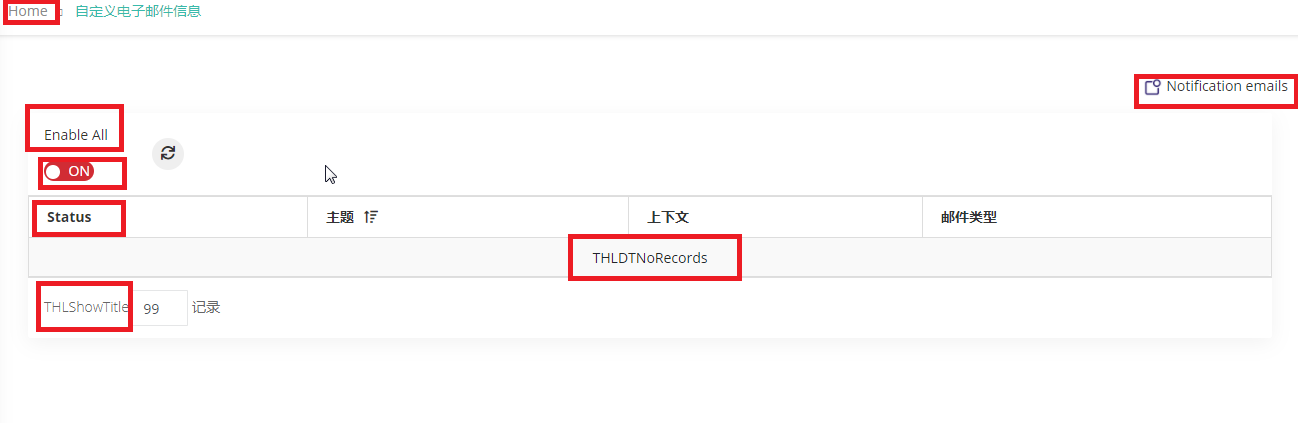 Home 自定义电子邮件信息
Notification emails
Enable All
ON
Status 主题 上下文 邮件类型
THLDTNoRecords
THLShowTitle 99 记录